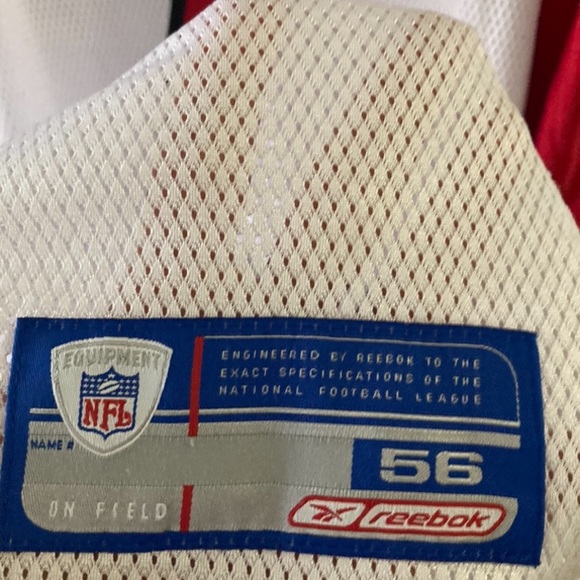 EQUIPMENT
NFL
ENGINEERED BY REEBOK TO THE
EXACT SPECIFICATIONS OF THE
NATIONAL FOOTBALL LEAGUE
NAME #
56
ON FIELD
Reebok